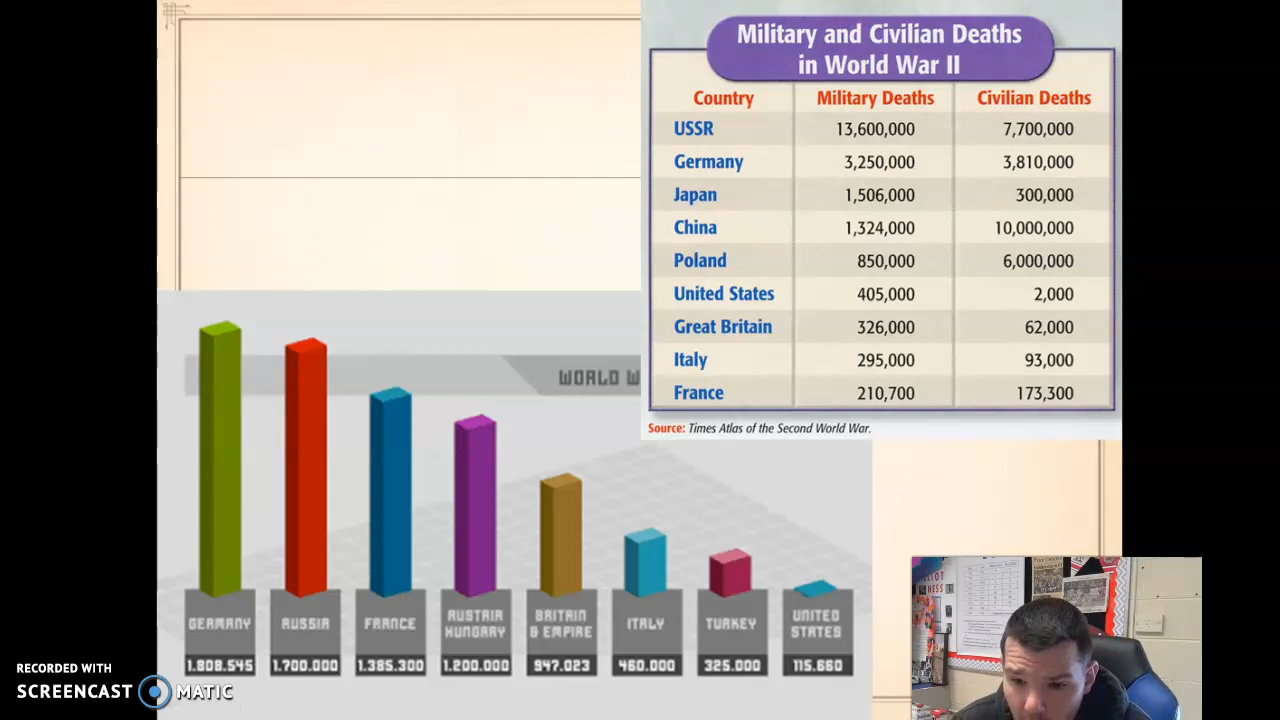 Military and Civilian Deaths
in World War II
Country Military Deaths Civilian Deaths
USSR 13,600,000 7,700,000
Germany 3,250,000 3,810,000
Japan 1,506,000 300,000
China 1,324,000 10,000,000
Poland 850,000 6,000,000
United States 405,000 2,000
Great Britain 326,000 62,000
Italy 295,000 93,000
France 210,700 173,300
Source: Times Atlas of the Second World War.
WORLD W
GERMANY
1.808.545
RUSSIA
1.700.000
FRANCE
1.385.300
AUSTRIA
HUNGARY
1.200.000
BRITAIN
& EMPIRE
947.023
ITALY
460.000
TURKEY
325.000
UNITED
STATES
115.660
RECORDED WITH
SCREENCAST MATIC